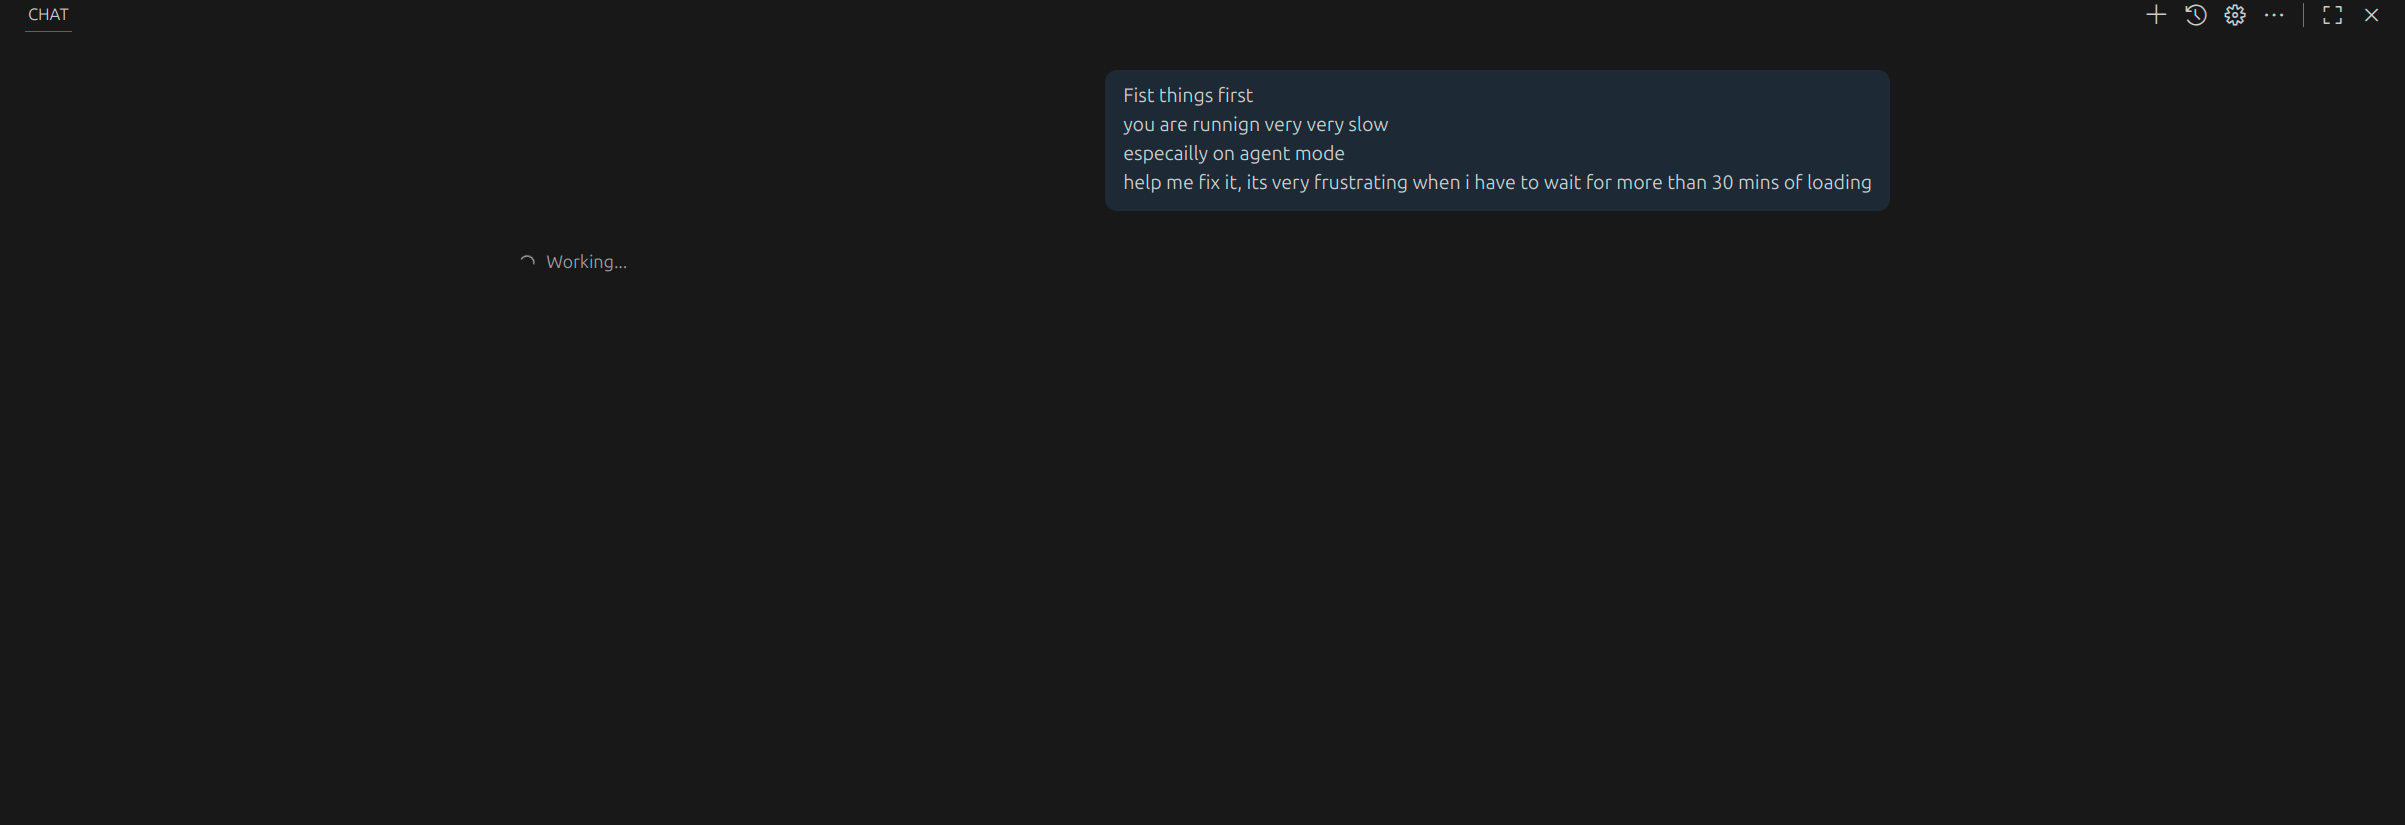 CHAT
Fist things first
you are runnign very very slow
especailly on agent mode
help me fix it, its very frustrating when i have to wait for more than 30 mins of loading
Working...